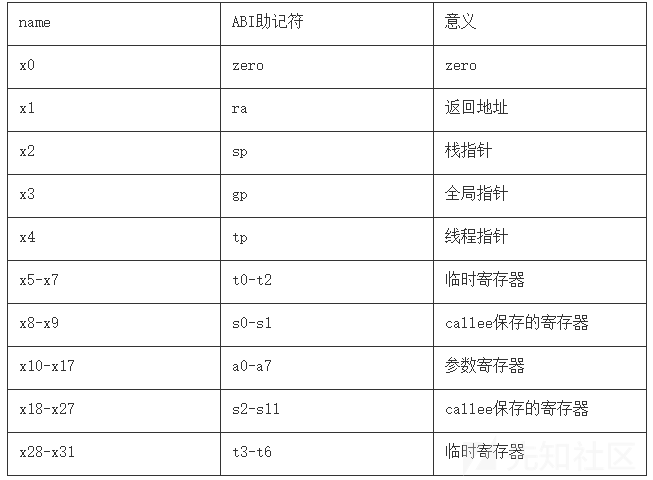 name ABI助记符 意义
x0 zero zero
x1 ra 返回地址
x2 sp 栈指针
x3 gp 全局指针
x4 tp 线程指针
x5-x7 t0-t2 临时寄存器
x8-x9 s0-s1 callee保存的寄存器
x10-x17 a0-a7 参数寄存器
x18-x27 s2-s11 callee保存的寄存器
x28-x31 t3-t6 临时寄存器
先知社区